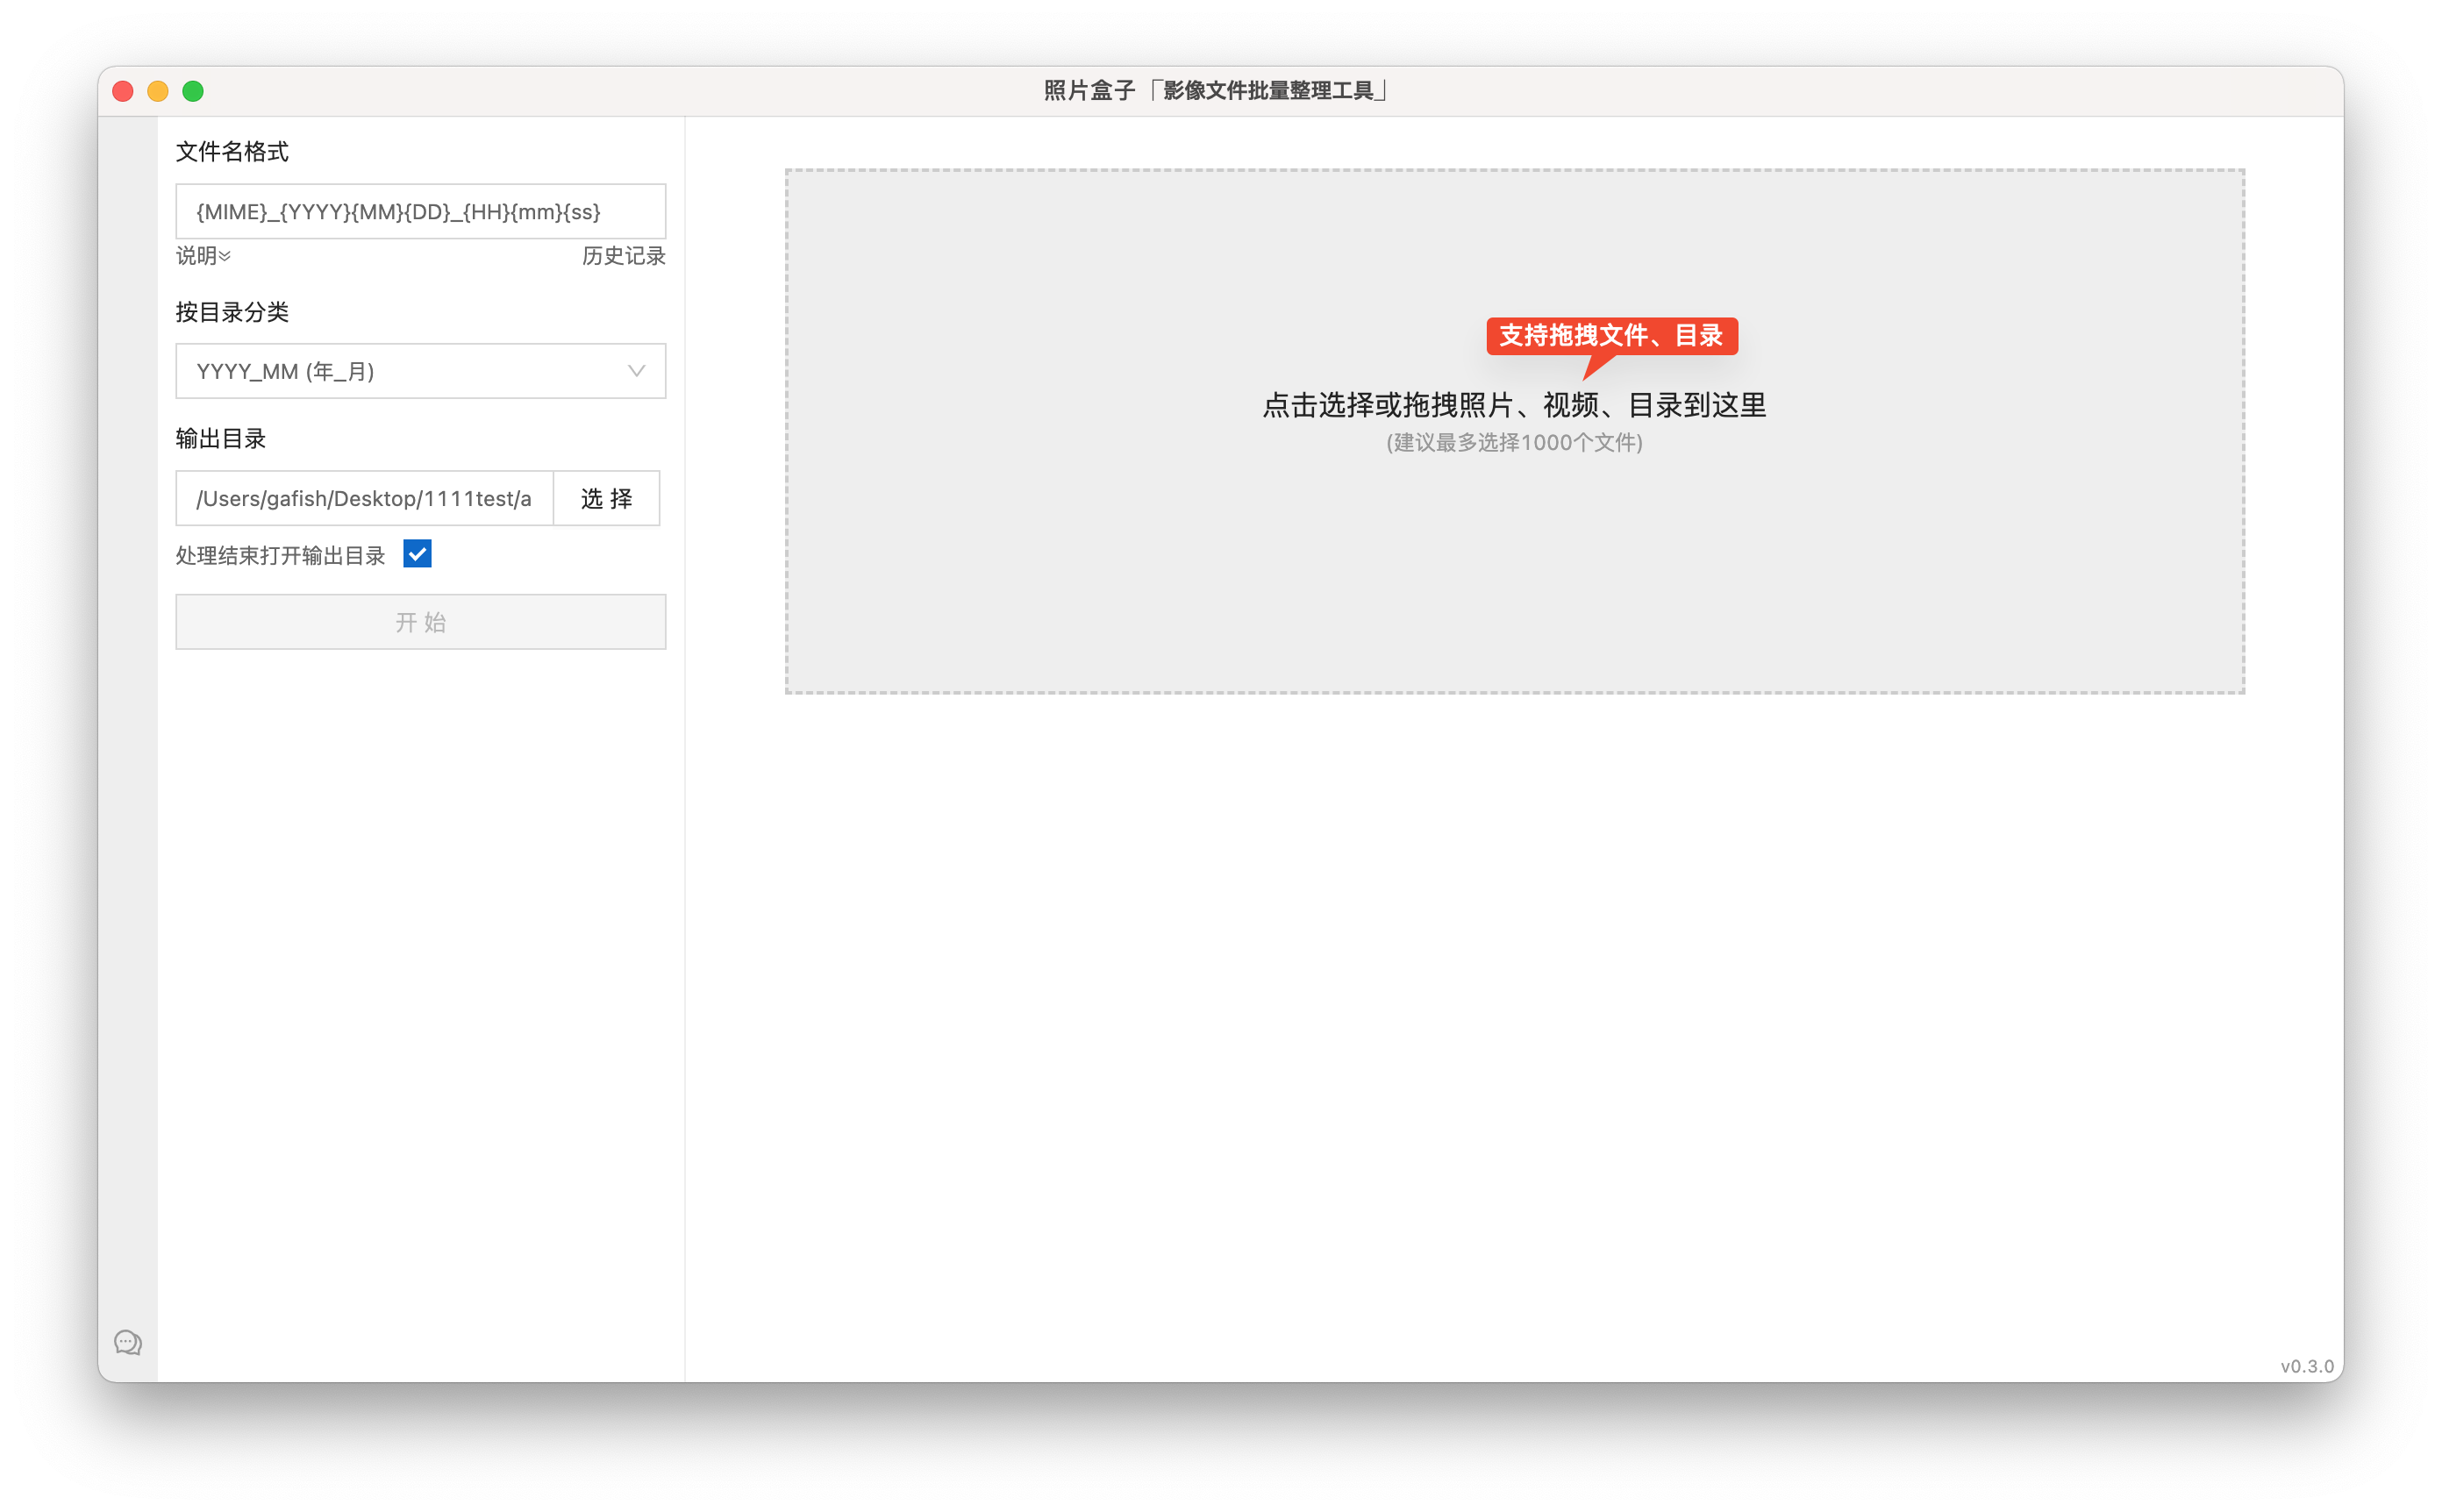 照片盒子「影像文件批量整理工具」
文件名格式
{MIME}_{YYYY}{MM}{DD}_{HH}{mm}{ss}
说明
历史记录
按目录分类
YYYY_MM (年_月)
输出目录
/Users/gafish/Desktop/1111test/a
选 择
处理结束打开输出目录
开 始
支持拖拽文件、目录
点击选择或拖拽照片、视频、目录到这里
(建议最多选择1000个文件)
v0.3.0